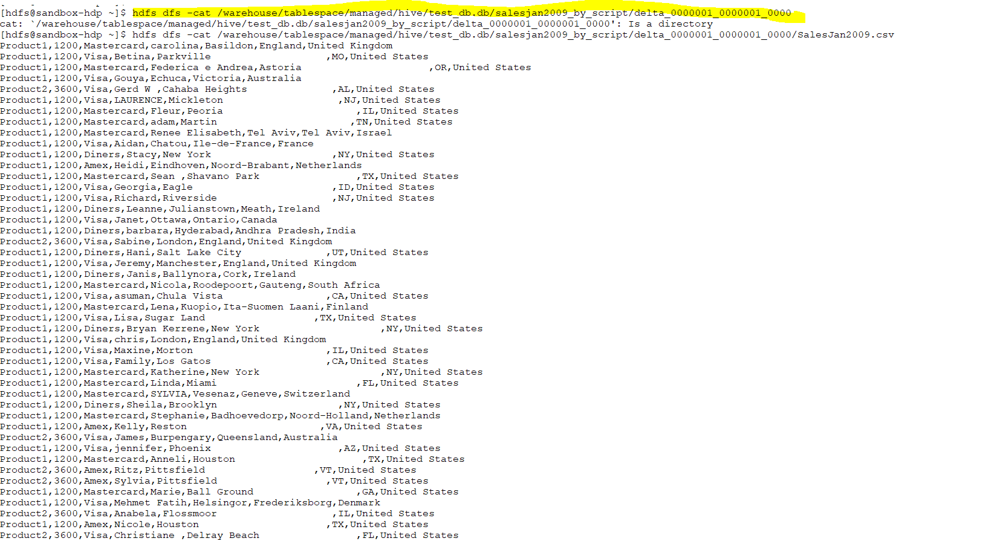 [hdfs@sandbox-hdp ~]$ hdfs dfs -cat /warehouse/tablespace/managed/hive/test_db.db/salesjan2009_by_script/delta_0000001_0000001_0000
cat: `/warehouse/tablespace/managed/hive/test_db.db/salesjan2009_by_script/delta_0000001_0000001_0000': Is a directory
[hdfs@sandbox-hdp ~]$ hdfs dfs -cat /warehouse/tablespace/managed/hive/test_db.db/salesjan2009_by_script/delta_0000001_0000001_0000/SalesJan2009.csv
Product1,1200,Mastercard,carolina,Basildon,England,United Kingdom
Product1,1200,Visa,Betina,Parkville                   ,MO,United States
Product1,1200,Mastercard,Federica e Andrea,Astoria                     ,OR,United States
Product1,1200,Visa,Gouya,Echuca,Victoria,Australia
Product2,3600,Visa,Gerd W ,Cahaba Heights              ,AL,United States
Product1,1200,Visa,LAURENCE,Mickleton                   ,NJ,United States
Product1,1200,Mastercard,Fleur,Peoria                      ,IL,United States
Product1,1200,Mastercard,adam,Martin                      ,TN,United States
Product1,1200,Mastercard,Renee Elisabeth,Tel Aviv,Tel Aviv,Israel
Product1,1200,Visa,Aidan,Chatou,Ile-de-France,France
Product1,1200,Diners,Stacy,New York                    ,NY,United States
Product1,1200,Amex,Heidi,Eindhoven,Noord-Brabant,Netherlands
Product1,1200,Mastercard,Sean ,Shavano Park                ,TX,United States
Product1,1200,Visa,Georgia,Eagle                       ,ID,United States
Product1,1200,Visa,Richard,Riverside                   ,NJ,United States
Product1,1200,Diners,Leanne,Julianstown,Meath,Ireland
Product1,1200,Visa,Janet,Ottawa,Ontario,Canada
Product1,1200,Diners,barbara,Hyderabad,Andhra Pradesh,India
Product2,3600,Visa,Sabine,London,England,United Kingdom
Product1,1200,Diners,Hani,Salt Lake City              ,UT,United States
Product1,1200,Visa,Jeremy,Manchester,England,United Kingdom
Product1,1200,Diners,Janis,Ballynora,Cork,Ireland
Product1,1200,Mastercard,Nicola,Roodepoort,Gauteng,South Africa
Product1,1200,Visa,asuman,Chula Vista                 ,CA,United States
Product1,1200,Mastercard,Lena,Kuopio,Ita-Suomen Laani,Finland
Product1,1200,Visa,Lisa,Sugar Land                  ,TX,United States
Product1,1200,Diners,Bryan Kerrene,New York                    ,NY,United States
Product1,1200,Visa,chris,London,England,United Kingdom
Product1,1200,Visa,Maxine,Morton                      ,IL,United States
Product1,1200,Visa,Family,Los Gatos                   ,CA,United States
Product1,1200,Mastercard,Katherine,New York                    ,NY,United States
Product1,1200,Mastercard,Linda,Miami                       ,FL,United States
Product1,1200,Mastercard,SYLVIA,Vesenaz,Geneve,Switzerland
Product1,1200,Diners,Sheila,Brooklyn                    ,NY,United States
Product1,1200,Mastercard,Stephanie,Badhoevedorp,Noord-Holland,Netherlands
Product1,1200,Amex,Kelly,Reston                      ,VA,United States
Product2,3600,Visa,James,Burpengary,Queensland,Australia
Product1,1200,Visa,jennifer,Phoenix                     ,AZ,United States
Product1,1200,Mastercard,Anneli,Houston                     ,TX,United States
Product2,3600,Amex,Ritz,Pittsfield                  ,VT,United States
Product2,3600,Amex,Sylvia,Pittsfield                  ,VT,United States
Product1,1200,Mastercard,Marie,Ball Ground                 ,GA,United States
Product1,1200,Visa,Mehmet Fatih,Helsingor,Frederiksborg,Denmark
Product2,3600,Visa,Anabela,Flossmoor                   ,IL,United States
Product1,1200,Amex,Nicole,Houston                     ,TX,United States
Product2,3600,Visa,Christiane ,Delray Beach                ,FL,United States